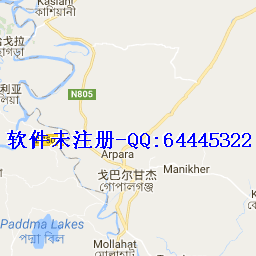 Kasiani
কাশিয়ানী
N805
软件未注册-QQ:64445322
Arpara
戈巴尔甘杰
গোপালগঞ্জ
Manikher
Paddma Lakes
পদ্মা বিল
Mollahat
মোল্লাহাট